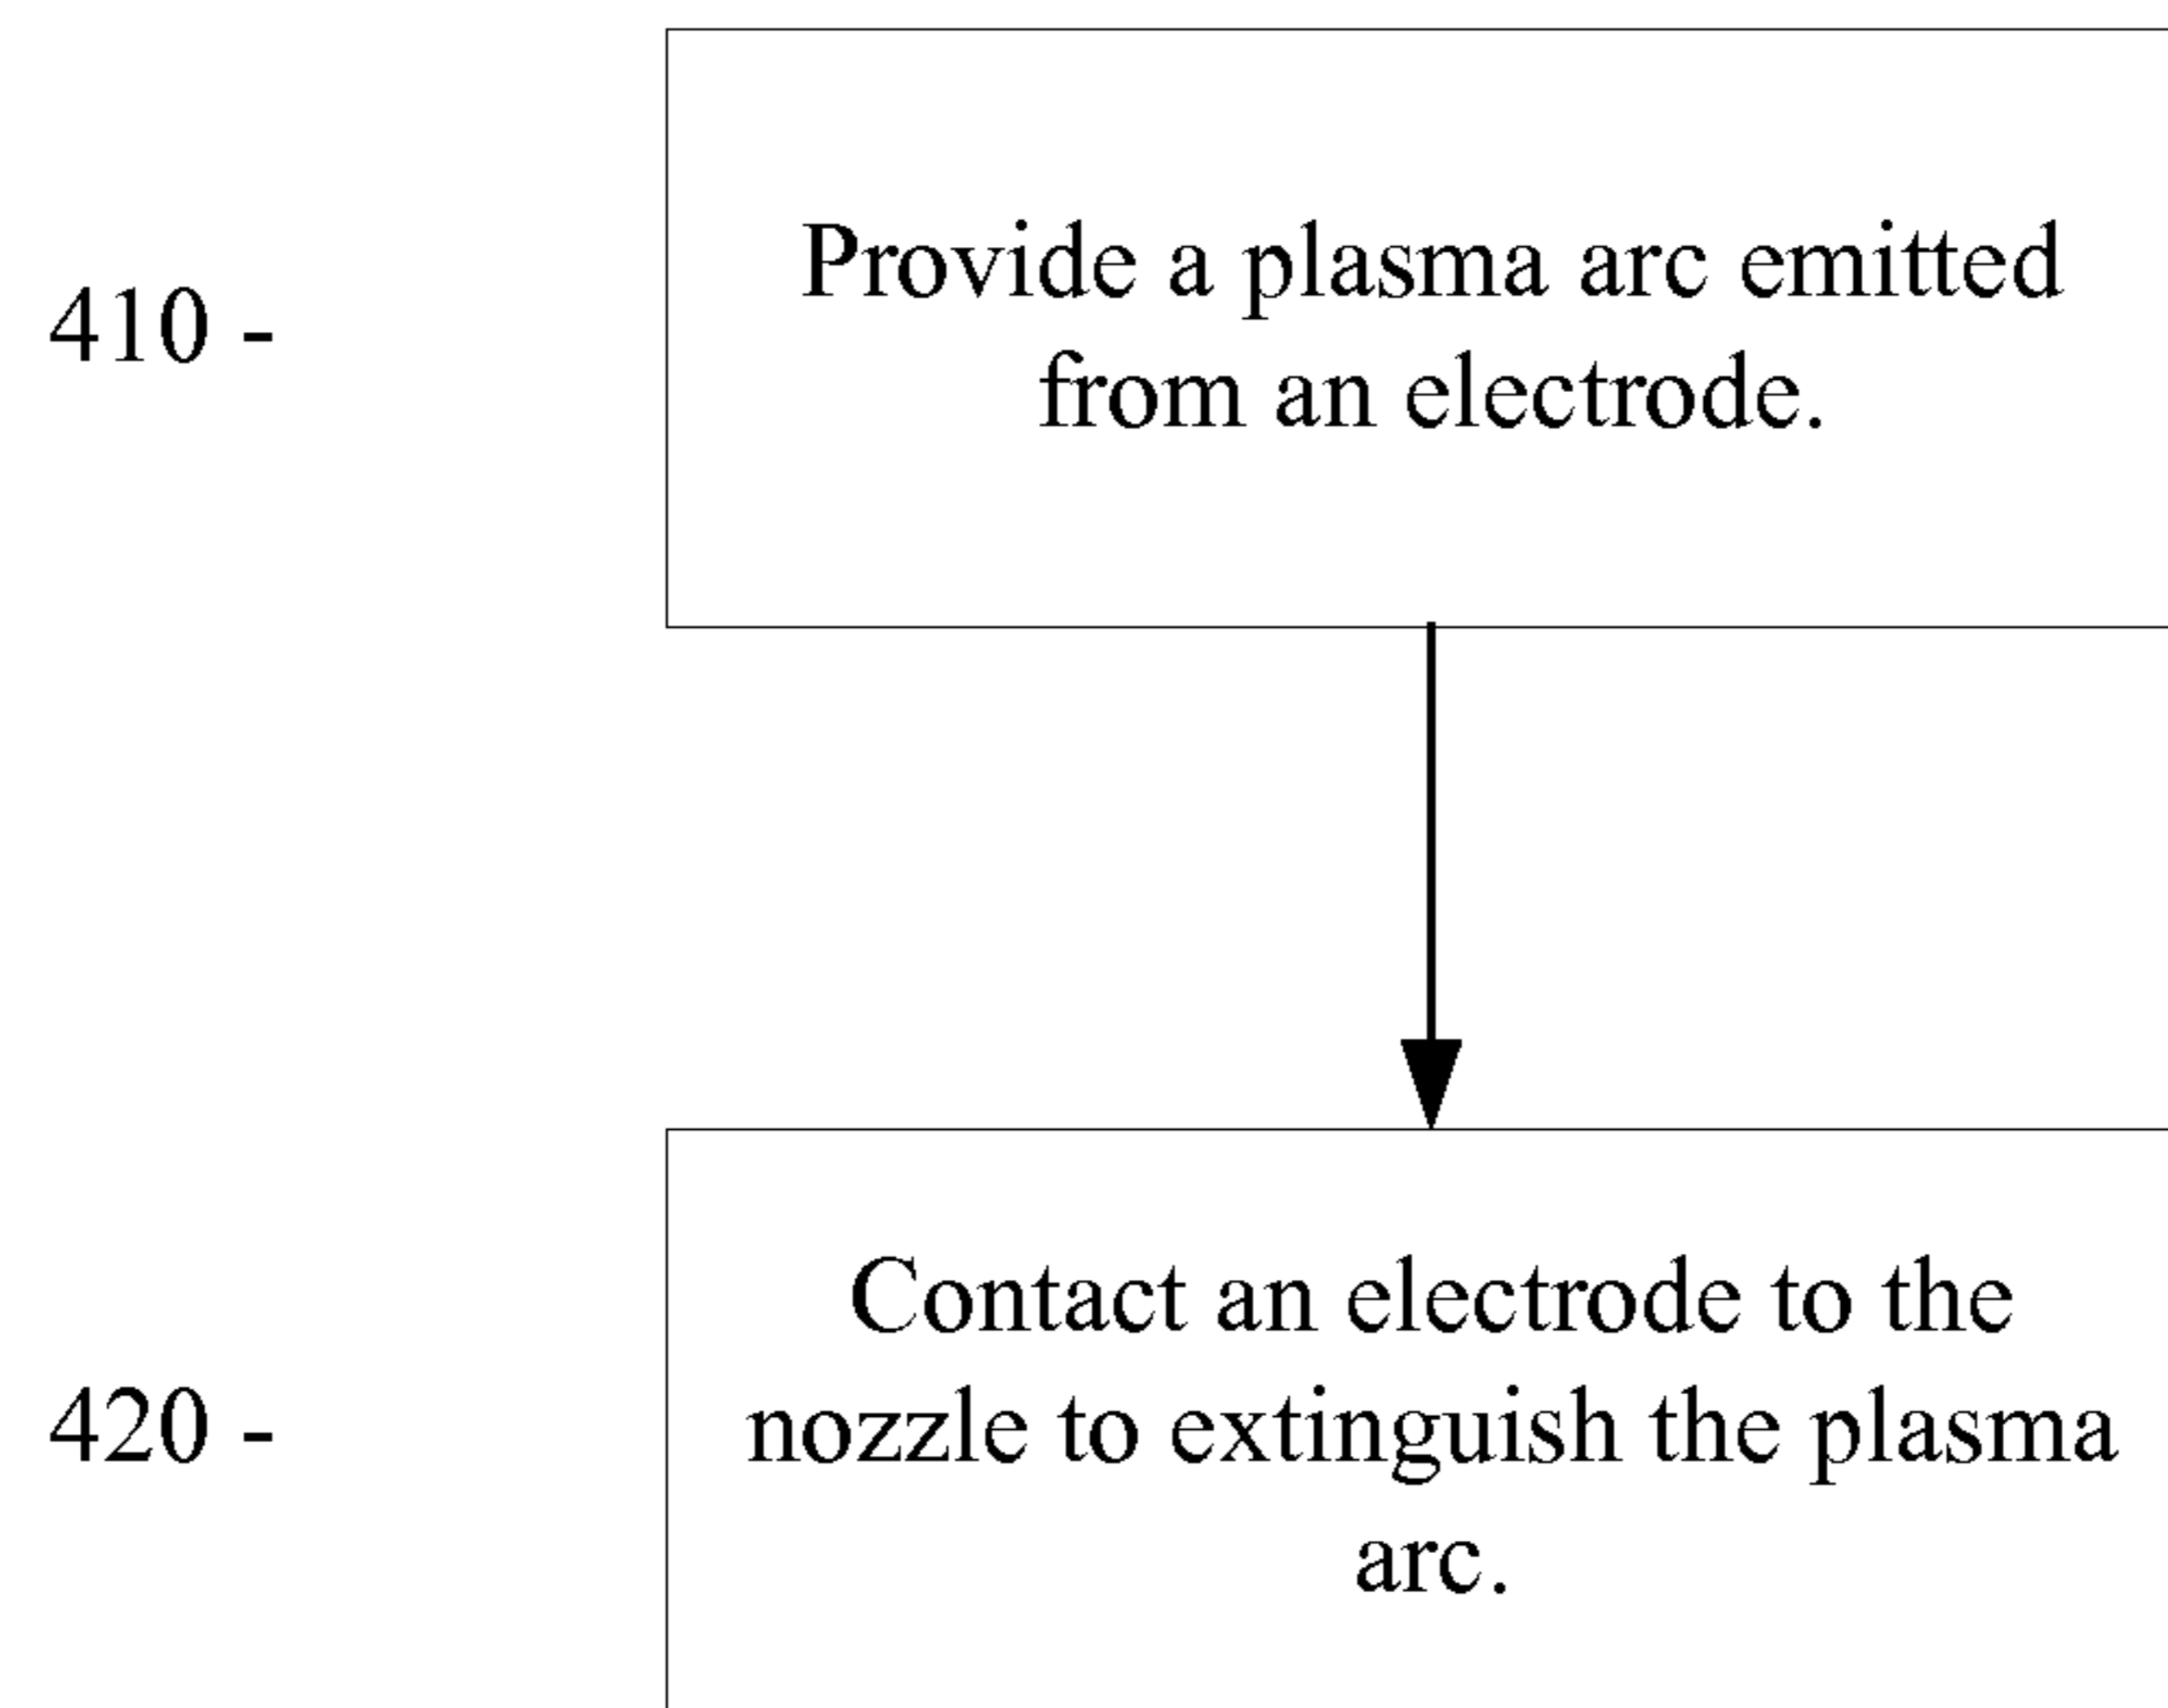 410 -
Provide a plasma arc emitted
from an electrode.
420 -
Contact an electrode to the
nozzle to extinguish the plasma
arc.